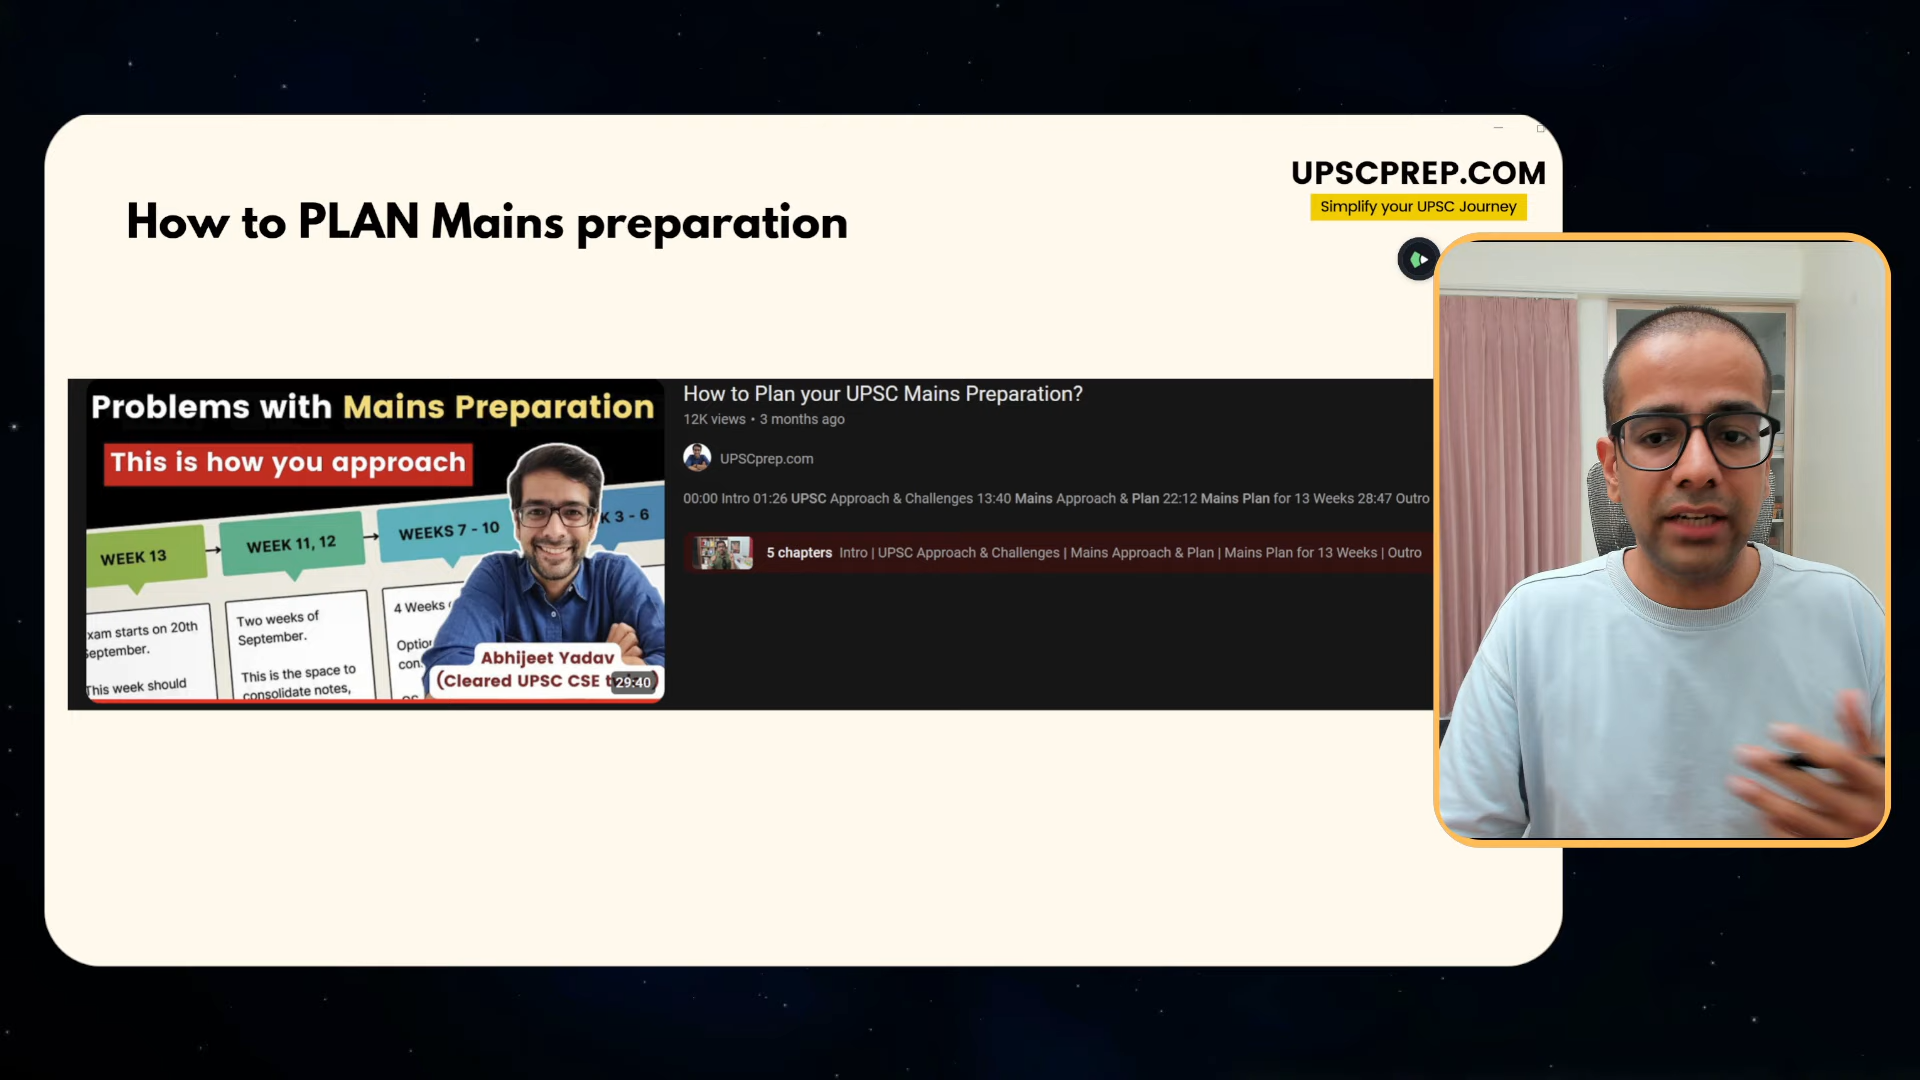 UPSCPREP.COM
Simplify your UPSC Journey
How to PLAN Mains preparation
Problems with Mains Preparation
This is how you approach
WEEK 13
WEEK 11, 12
WEEKS 7 - 10
K 3 - 6
xam starts on 20th
eptember.
This week should
Two weeks of
September.
This is the space to
consolidate notes,
4 Weeks
Optio
con
Abhijeet Yadav
(Cleared UPSC CSE
29:40
How to Plan your UPSC Mains Preparation?
12K views • 3 months ago
UPSCprep.com
00:00 Intro 01:26 UPSC Approach & Challenges 13:40 Mains Approach & Plan 22:12 Mains Plan for 13 Weeks 28:47 Outro
5 chapters Intro | UPSC Approach & Challenges | Mains Approach & Plan | Mains Plan for 13 Weeks | Outro